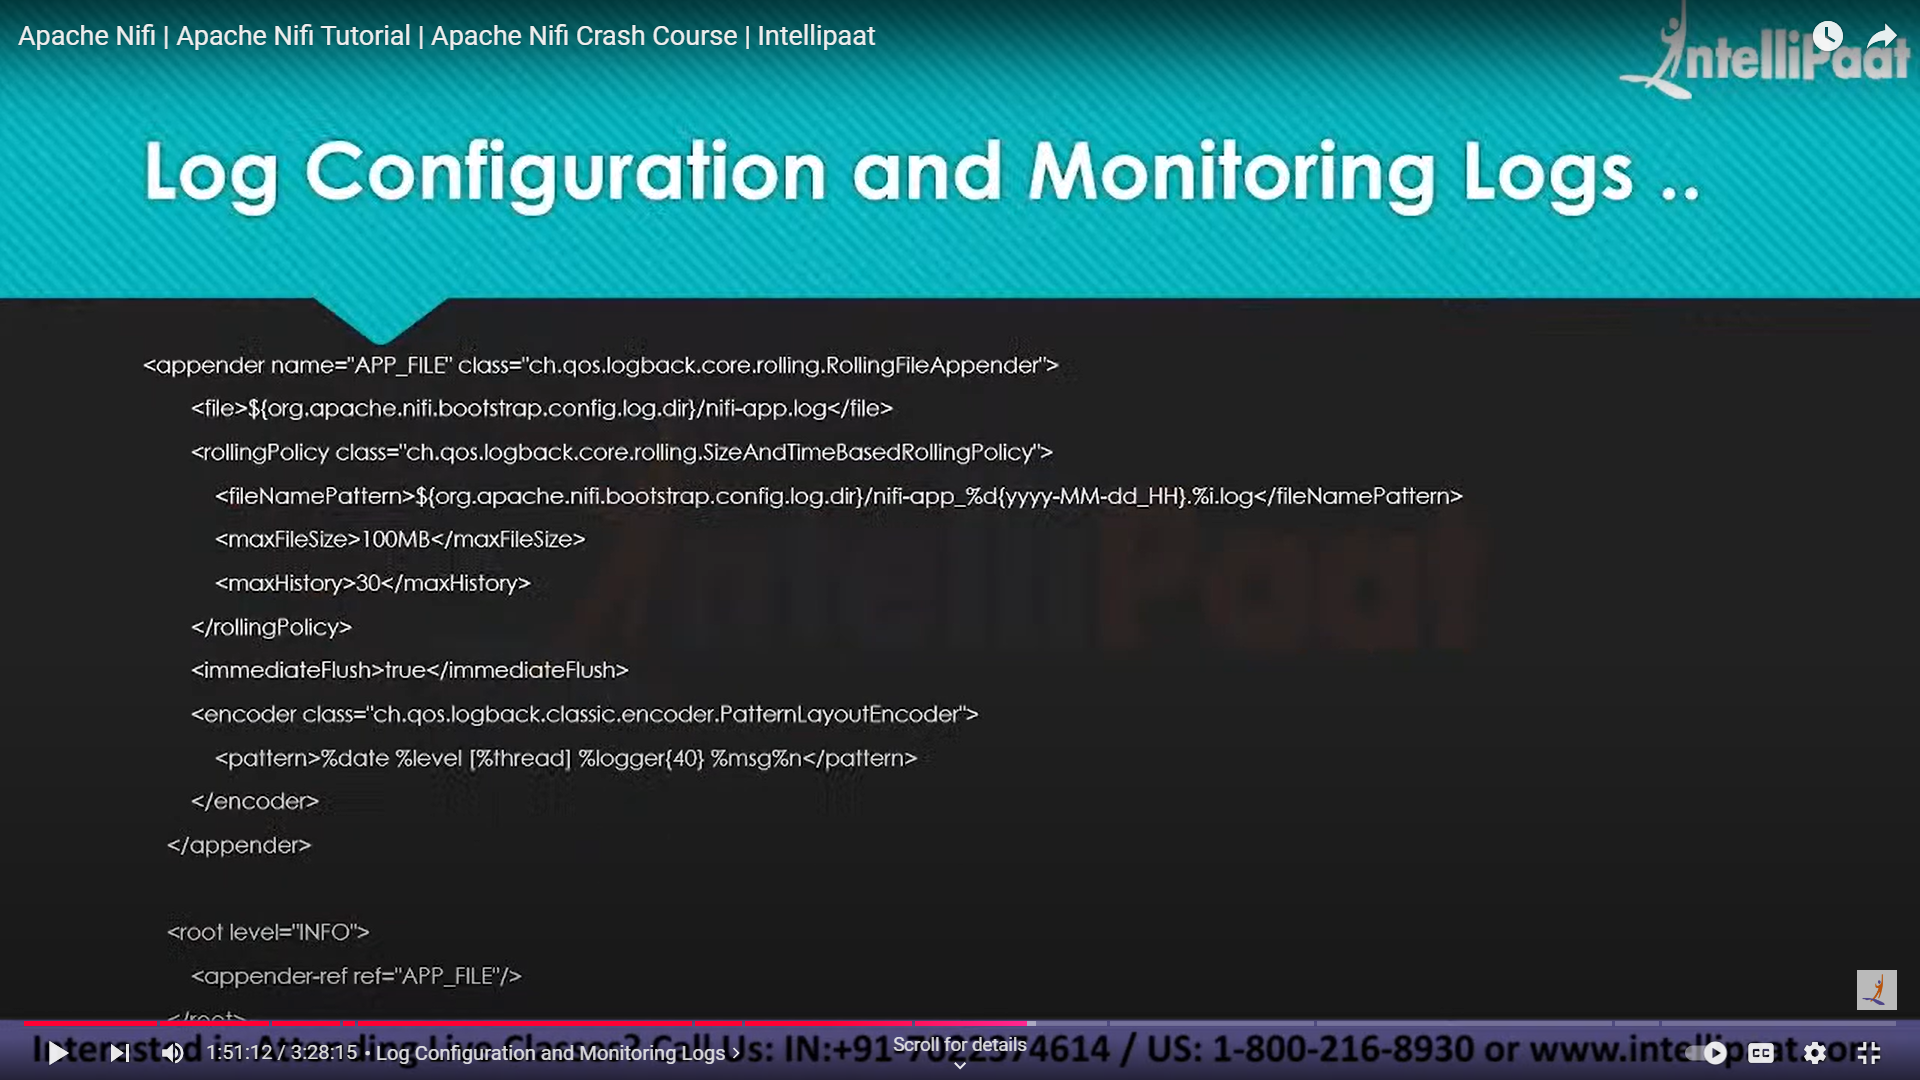 Apache Nifi | Apache Nifi Tutorial | Apache Nifi Crash Course | Intellipaat
IntelliPaat
Log Configuration and Monitoring Logs ..
<appender name="APP_FILE" class="ch.qos.logback.core.rolling.RollingFileAppender">
<file>${org.apache.nifi.bootstrap.config.log.dir}/nifi-app.log</file>
<rollingPolicy class="ch.qos.logback.core.rolling.SizeAndTimeBasedRollingPolicy">
<fileNamePattern>${org.apache.nifi.bootstrap.config.log.dir}/nifi-app_%d{yyyy-MM-dd_HH}.%i.log</fileNamePattern>
<maxFileSize>100MB</maxFileSize>
<maxHistory>30</maxHistory>
</rollingPolicy>
<immediateFlush>true</immediateFlush>
<encoder class="ch.qos.logback.classic.encoder.PatternLayoutEncoder">
<pattern>%date %level [%thread] %logger{40} %msg%n</pattern>
</encoder>
</appender>
<root level="INFO">
<appender-ref ref="APP_FILE"/>
</root>
Us: IN:+91- 4614 / US: 1-800-216-8930 or
1:51:12 / 3:28:15 • Log Configuration and Monitoring Logs >
Scroll for details
CC